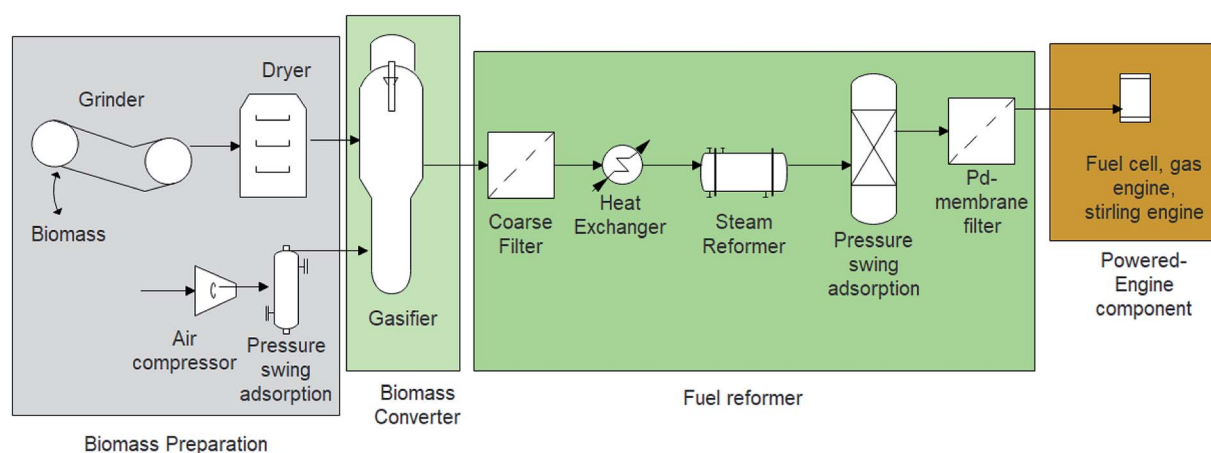 Grinder
Dryer
Biomass
Air
compressor
C
Pressure
swing
adsorption
Biomass Preparation
Gasifier
Biomass
Converter
Coarse
Filter
Heat
Exchanger
Steam
Reformer
Pressure
swing
adsorption
Pd-
membrane
filter
Fuel reformer
Fuel cell, gas
engine,
stirling engine
Powered-
Engine
component